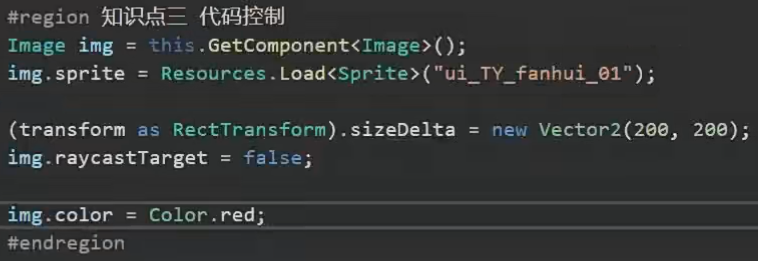 #region 知识点三 代码控制
Image img = this.GetComponent<Image>();
img.sprite = Resources.Load<Sprite>("ui_TY_fanhui_01");
(transform as RectTransform).sizeDelta = new Vector2(200, 200);
img.raycastTarget = false;
img.color = Color.red;
#endregion